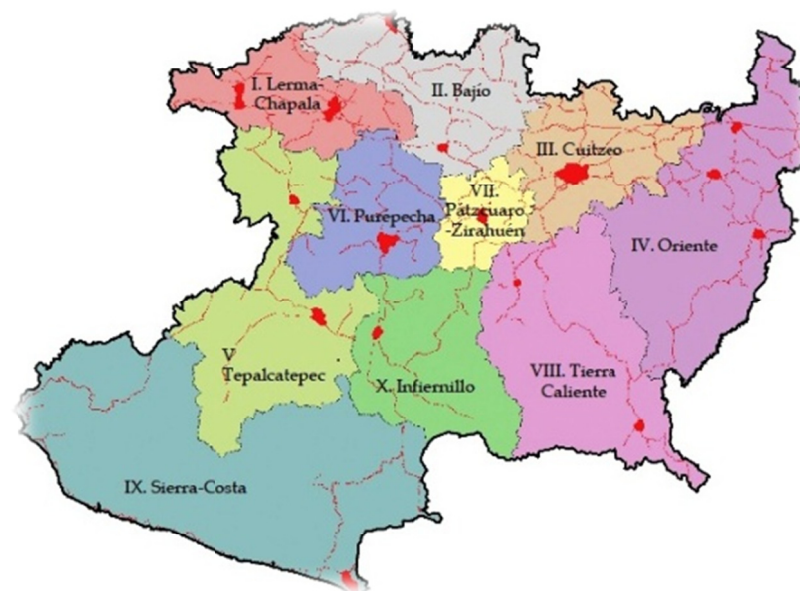 I. Lerma-
Chapala
II. Bajío
III. Cuitzeo
VII.
Pátzcuaro
-Zirahuén
VI. Purépecha
IV. Oriente
V
Tepalcatepec
X. Infiernillo
VIII. Tierra
Caliente
IX. Sierra-Costa